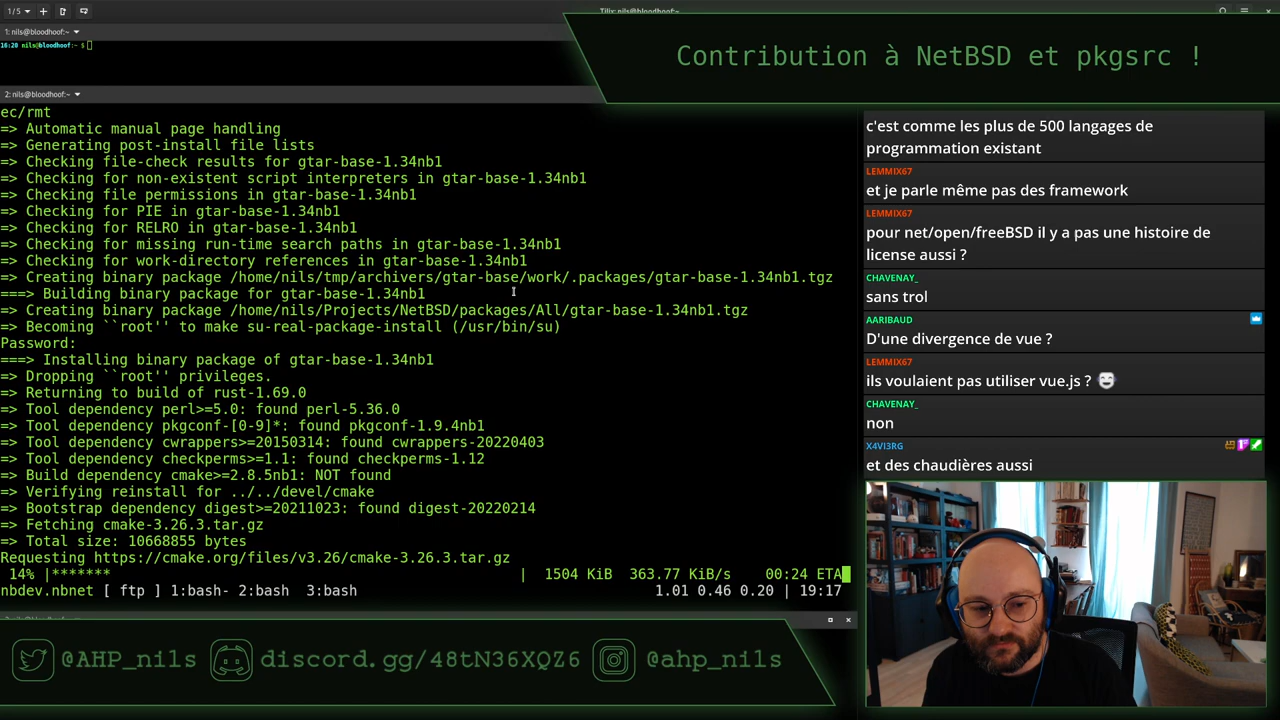 1 / 5
Tilix: nils@bloodhoof:~
1: nils@bloodhoof:~
16:20 nils@bloodhoof:~ $
Contribution à NetBSD et pkgsrc !
2: nils@bloodhoof:~
ec/rmt
=> Automatic manual page handling
=> Generating post-install file lists
=> Checking file-check results for gtar-base-1.34nb1
=> Checking for non-existent script interpreters in gtar-base-1.34nb1
=> Checking file permissions in gtar-base-1.34nb1
=> Checking for PIE in gtar-base-1.34nb1
=> Checking for RELRO in gtar-base-1.34nb1
=> Checking for missing run-time search paths in gtar-base-1.34nb1
=> Checking for work-directory references in gtar-base-1.34nb1
=> Creating binary package /home/nils/tmp/archivers/gtar-base/work/.packages/gtar-base-1.34nb1.tgz
===> Building binary package for gtar-base-1.34nb1
=> Creating binary package /home/nils/Projects/NetBSD/packages/All/gtar-base-1.34nb1.tgz
=> Becoming ``root'' to make su-real-package-install (/usr/bin/su)
Password:
===> Installing binary package of gtar-base-1.34nb1
=> Dropping ``root'' privileges.
=> Returning to build of rust-1.69.0
=> Tool dependency perl>=5.0: found perl-5.36.0
=> Tool dependency pkgconf-[0-9]*: found pkgconf-1.9.4nb1
=> Tool dependency cwrappers>=20150314: found cwrappers-20220403
=> Tool dependency checkperms>=1.1: found checkperms-1.12
=> Build dependency cmake>=2.8.5nb1: NOT found
=> Verifying reinstall for ../../devel/cmake
=> Bootstrap dependency digest>=20211023: found digest-20220214
=> Fetching cmake-3.26.3.tar.gz
=> Total size: 10668855 bytes
Requesting https://cmake.org/files/v3.26/cmake-3.26.3.tar.gz
14% |******* | 1504 KiB 363.77 KiB/s 00:24 ETA
nbdev.nbnet [ ftp ] 1:bash- 2:bash 3:bash 1.01 0.46 0.20 | 19:17
c'est comme les plus de 500 langages de
programmation existant
LEMMIX67
et je parle même pas des framework
LEMMIX67
pour net/open/freeBSD il y a pas une histoire de
license aussi ?
CHAVENAY_
sans trol
AARIBAUD
D'une divergence de vue ?
LEMMIX67
ils voulaient pas utiliser vue.js ?
CHAVENAY_
non
X4VI3RG
et des chaudières aussi
@AHP_nils
discord.gg/48tN36XQZ6
@ahp_nils